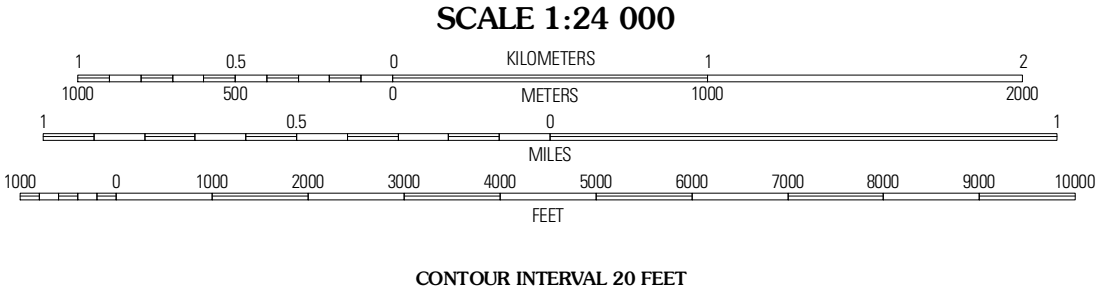 SCALE 1:24 000
1 0.5 0 KILOMETERS 1 2
1000 500 0 METERS 1000 2000
1 0.5 0 1
MILES
1000 0 1000 2000 3000 4000 5000 6000 7000 8000 9000 10000
FEET
CONTOUR INTERVAL 20 FEET